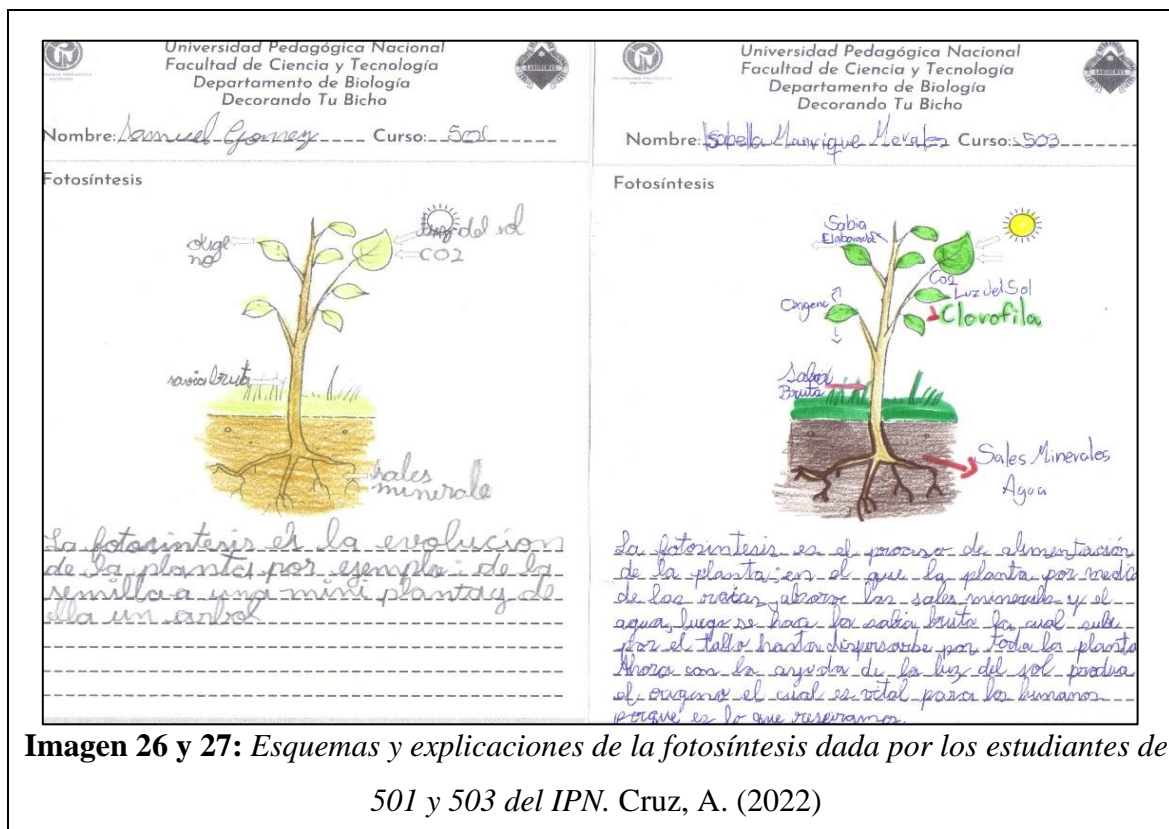 Universidad Pedagógica Nacional
Facultad de Ciencia y Tecnología
Departamento de Biología
Decorando Tu Bicho
Nombre: Samuel Gomez Curso: 501
Fotosíntesis
oxige
no
luz del sol
CO2
savia bruta
sales
minerale
La fotosintesis es la evolución
de la planta por ejemplo: de la
semilla a una mini planta y de
ella un arbol
Universidad Pedagógica Nacional
Facultad de Ciencia y Tecnología
Departamento de Biología
Decorando Tu Bicho
Nombre: Isabella Manrique Morales Curso: 503
Fotosíntesis
Sabia
Elaborada
Co2
Luz del Sol
Oxigeno
Clorofila
Sabia
Bruta
Sales Minerales
Agua
La fotosintesis es el proceso de alimentación
de la planta; en el que la planta por medio
de las raices absorve las sales minerales y el
agua, luego se hace la sabia bruta la cual sube
por el tallo hasta dispersarse por toda la planta
Ahora con la ayuda de la luz del sol produce
el oxigeno el cual es vital para los humanos
porque es lo que respiramos.
Imagen 26 y 27: Esquemas y explicaciones de la fotosíntesis dada por los estudiantes de
501 y 503 del IPN. Cruz, A. (2022)